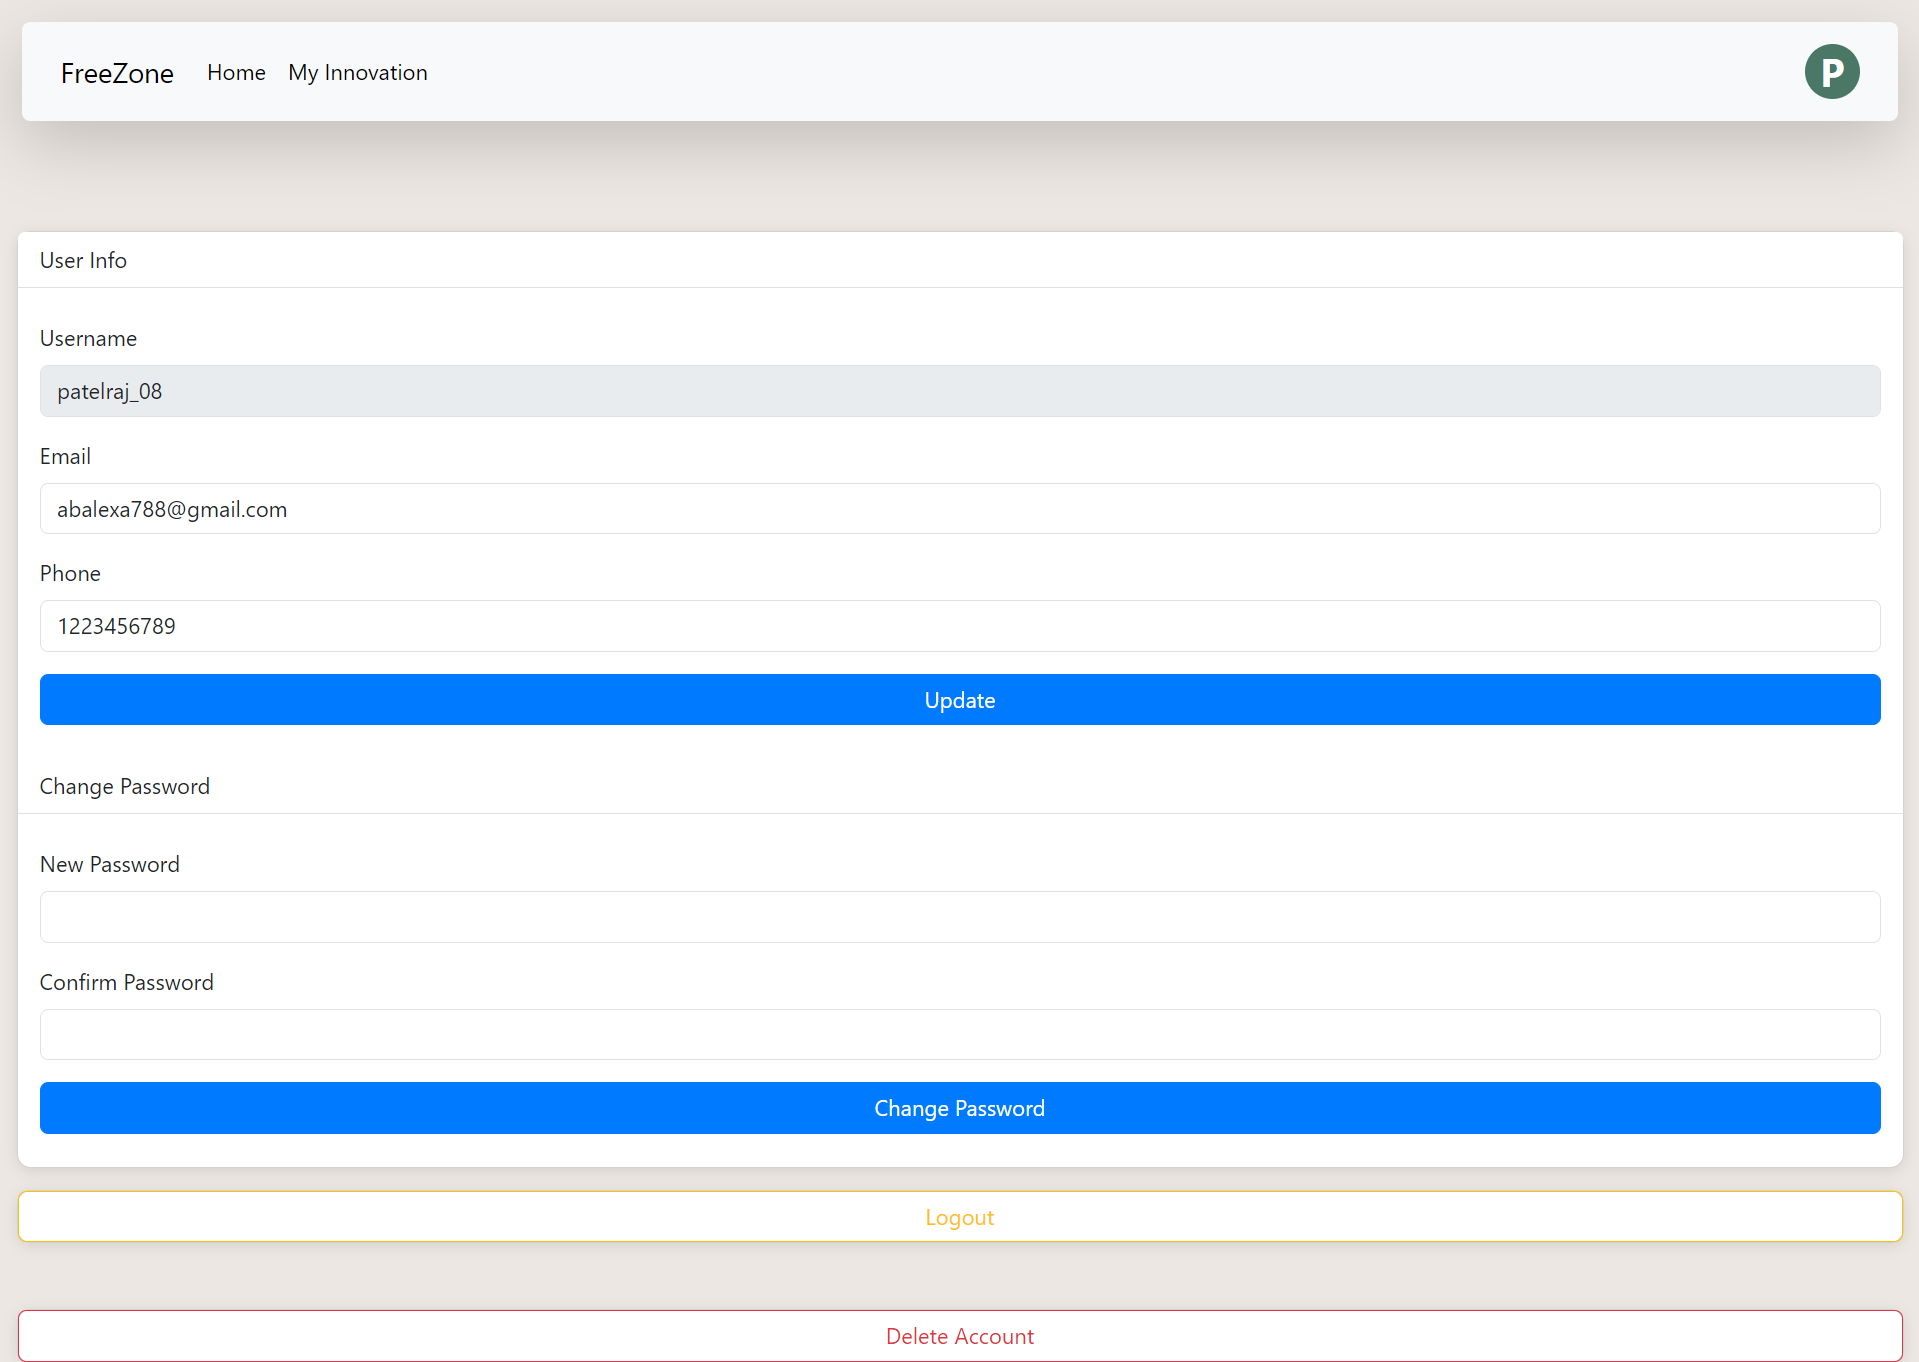 FreeZone Home My Innovation P
User Info
Username
patelraj_08
Email
abalexa788@gmail.com
Phone
1223456789
Update
Change Password
New Password
Confirm Password
Change Password
Logout
Delete Account